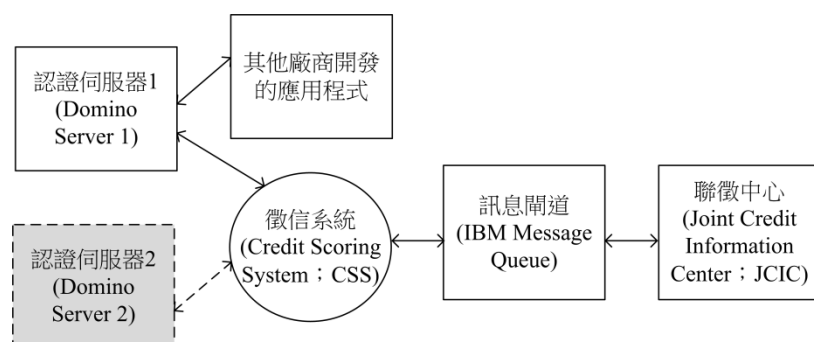 認證伺服器1
(Domino
Server 1)
其他廠商開發
的應用程式
認證伺服器2
(Domino
Server 2)
徵信系統
(Credit Scoring
System；CSS)
訊息閘道
(IBM Message
Queue)
聯徵中心
(Joint Credit
Information
Center；JCIC)